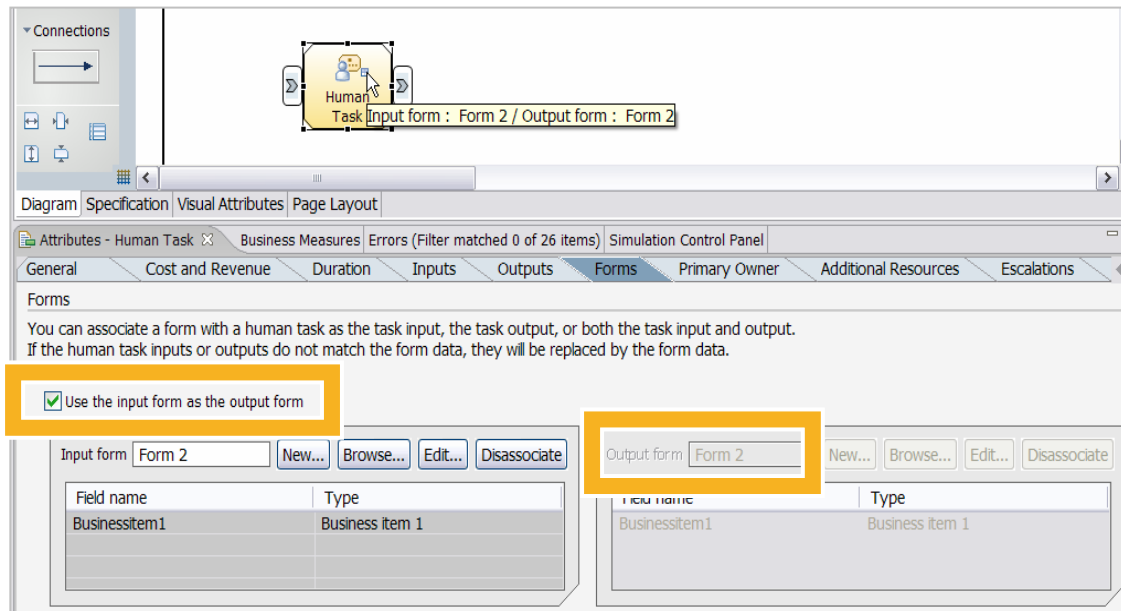 Connections
Human
Task
Input form : Form 2 / Output form : Form 2
Diagram Specification Visual Attributes Page Layout
Attributes - Human Task Business Measures Errors (Filter matched 0 of 26 items) Simulation Control Panel
General Cost and Revenue Duration Inputs Outputs Forms Primary Owner Additional Resources Escalations
Forms
You can associate a form with a human task as the task input, the task output, or both the task input and output.
If the human task inputs or outputs do not match the form data, they will be replaced by the form data.
Use the input form as the output form
Input form Form 2 New... Browse... Edit... Disassociate
Output form Form 2 New... Browse... Edit... Disassociate
Field name Type
Businessitem1 Business item 1
Field name Type
Businessitem1 Business item 1